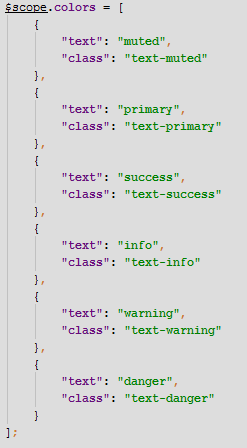 $scope.colors = [
{
"text": "muted",
"class": "text-muted"
},
{
"text": "primary",
"class": "text-primary"
},
{
"text": "success",
"class": "text-success"
},
{
"text": "info",
"class": "text-info"
},
{
"text": "warning",
"class": "text-warning"
},
{
"text": "danger",
"class": "text-danger"
}
];